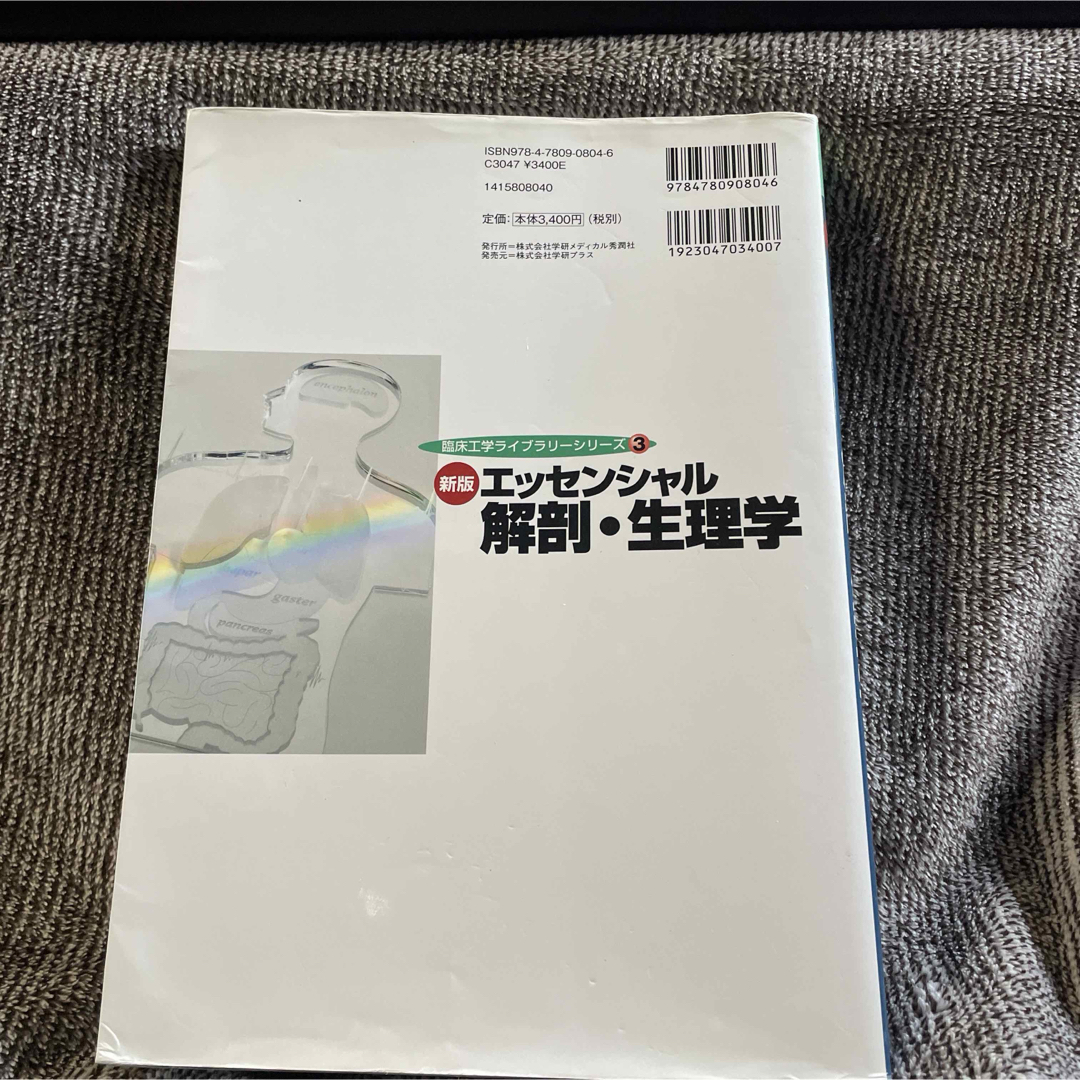 ISBN978-4-7809-0804-6
C3047 ¥3400E
9784780908046
1415808040
定価:本体3,400円(税別)
1923047034007
発行所=株式会社学研メディカル秀潤社
発売元=株式会社学研プラス
encephalon
臨床工学ライブラリーシリーズ3
新版
エッセンシャル
解剖・生理学
gaster
pancreas